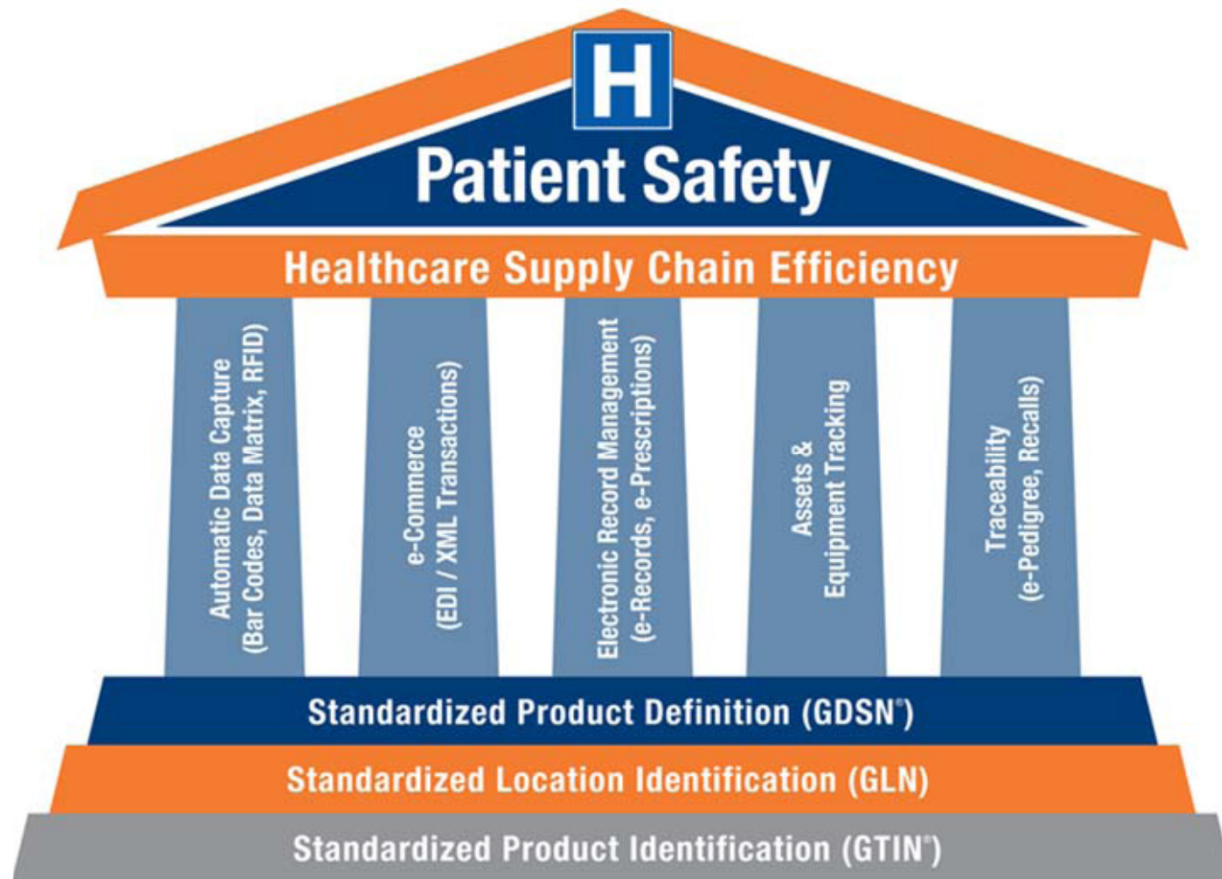 H
Patient Safety
Healthcare Supply Chain Efficiency
Automatic Data Capture
(Bar Codes, Data Matrix, RFID)
e-Commerce
(EDI / XML Transactions)
Electronic Record Management
(e-Records, e-Prescriptions)
Assets &
Equipment Tracking
Traceability
(e-Pedigree, Recalls)
Standardized Product Definition (GDSN®)
Standardized Location Identification (GLN)
Standardized Product Identification (GTIN®)